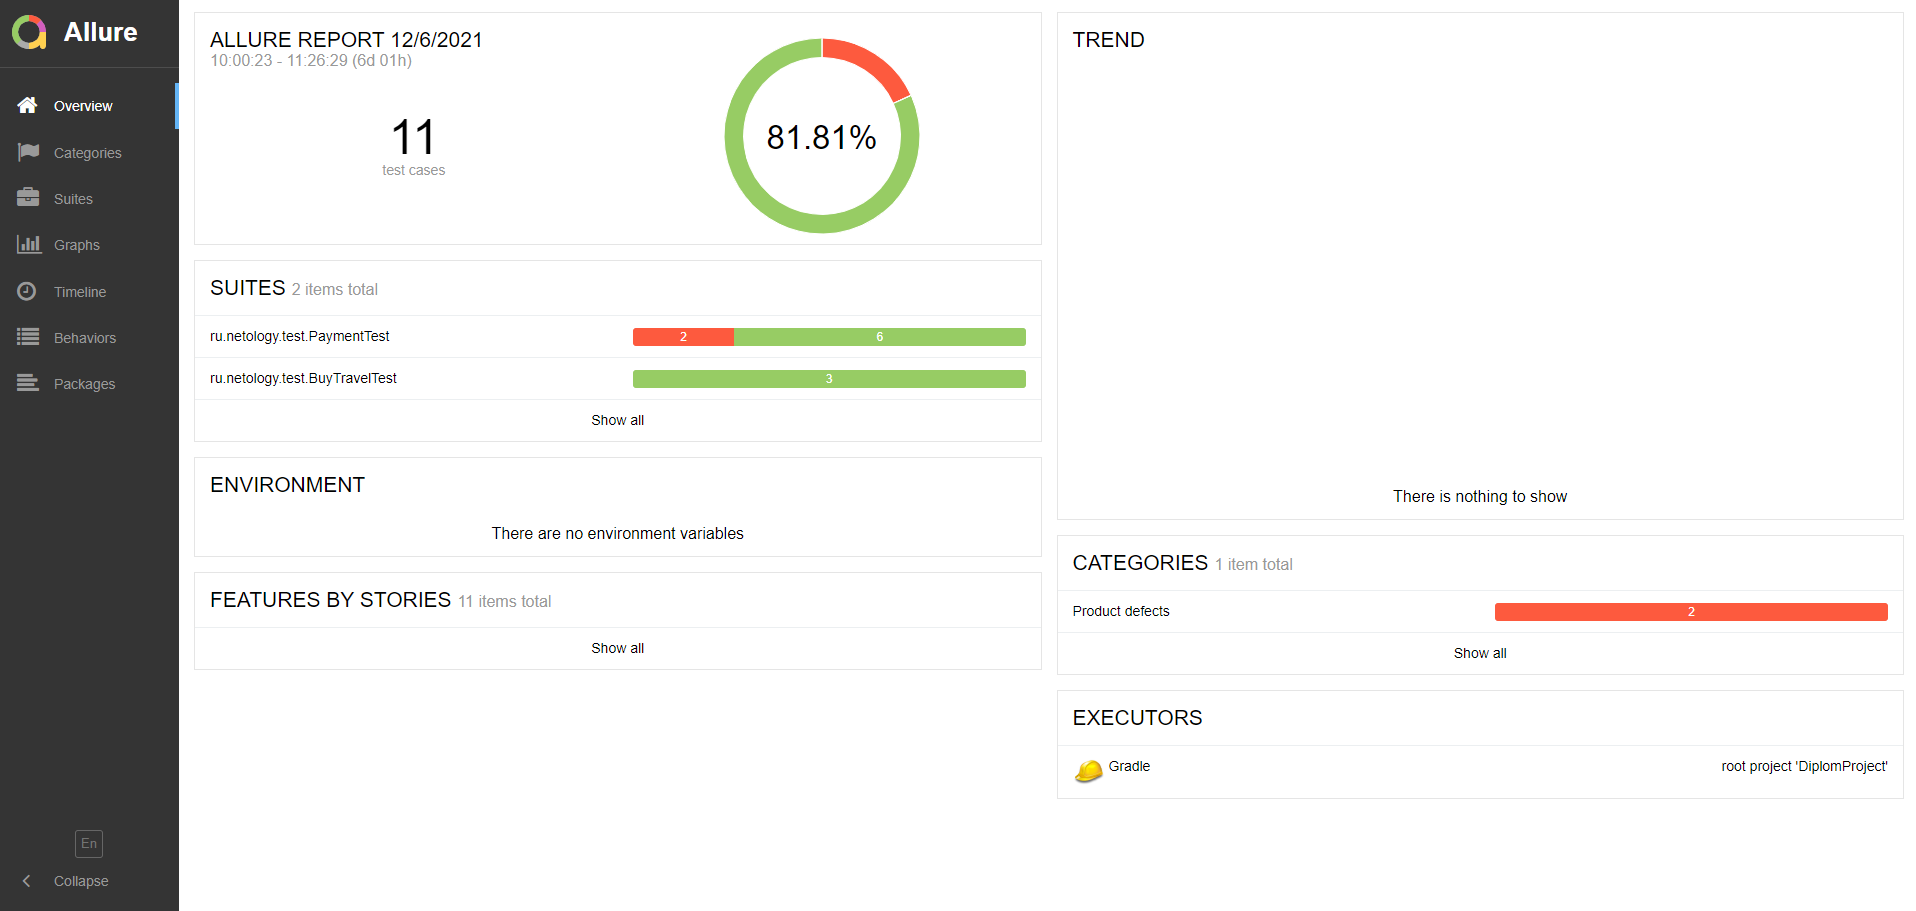 Allure
Overview
Categories
Suites
Graphs
Timeline
Behaviors
Packages
En
Collapse
ALLURE REPORT 12/6/2021
10:00:23 - 11:26:29 (6d 01h)
11
test cases
81.81%
SUITES 2 items total
ru.netology.test.PaymentTest 2 6
ru.netology.test.BuyTravelTest 3
Show all
ENVIRONMENT
There are no environment variables
FEATURES BY STORIES 11 items total
Show all
TREND
There is nothing to show
CATEGORIES 1 item total
Product defects 2
Show all
EXECUTORS
Gradle root project 'DiplomProject'